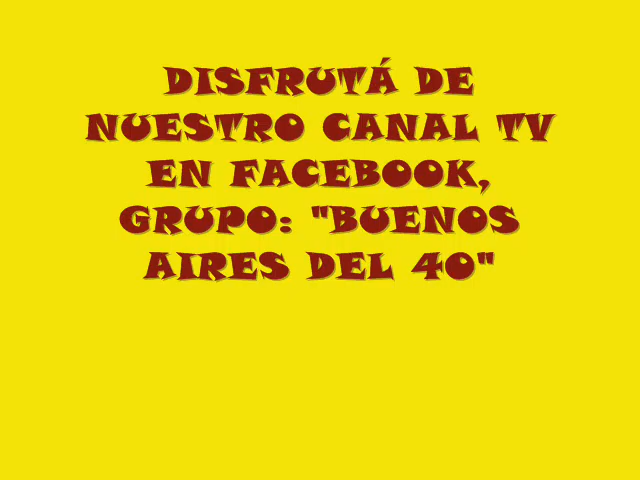 DISFRUTÁ DE
NUESTRO CANAL TV
EN FACEBOOK,
GRUPO: "BUENOS
AIRES DEL 40"